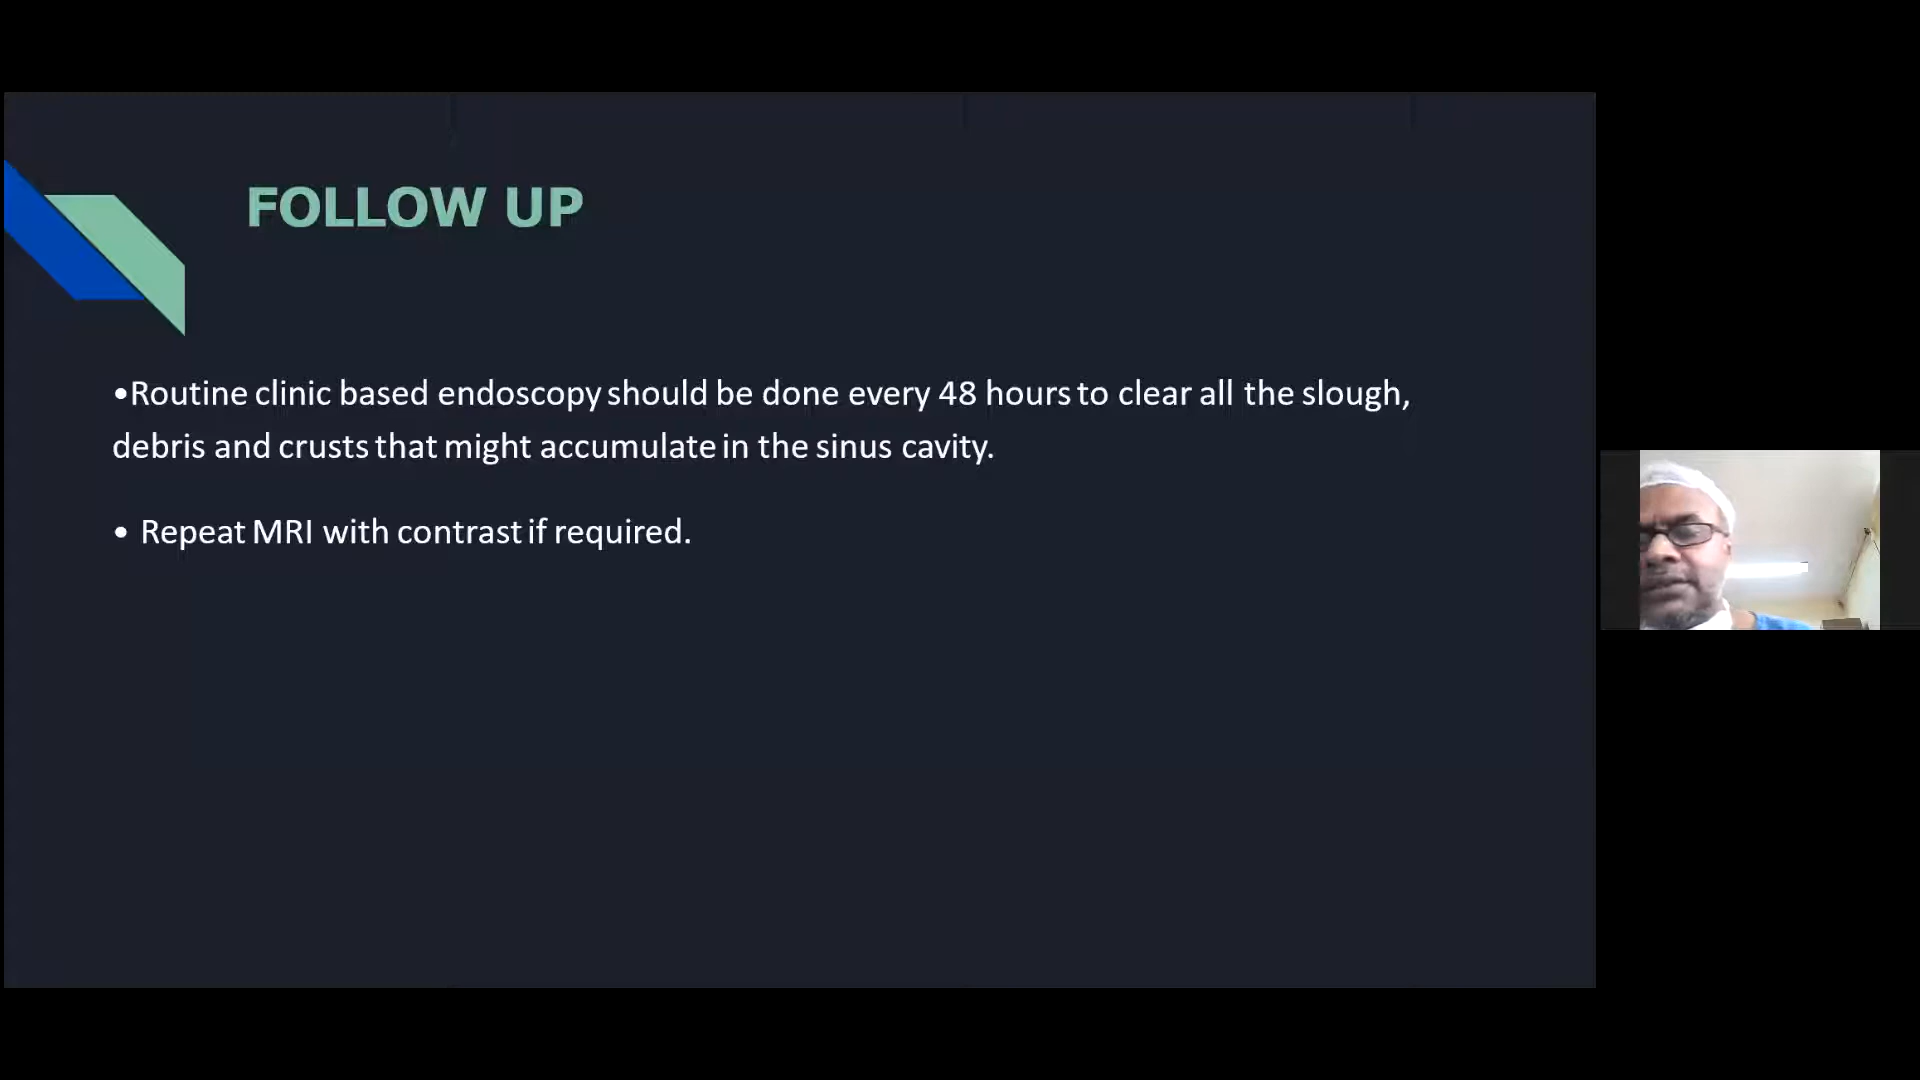 FOLLOW UP
•Routine clinic based endoscopy should be done every 48 hours to clear all the slough,
debris and crusts that might accumulate in the sinus cavity.
• Repeat MRI with contrast if required.